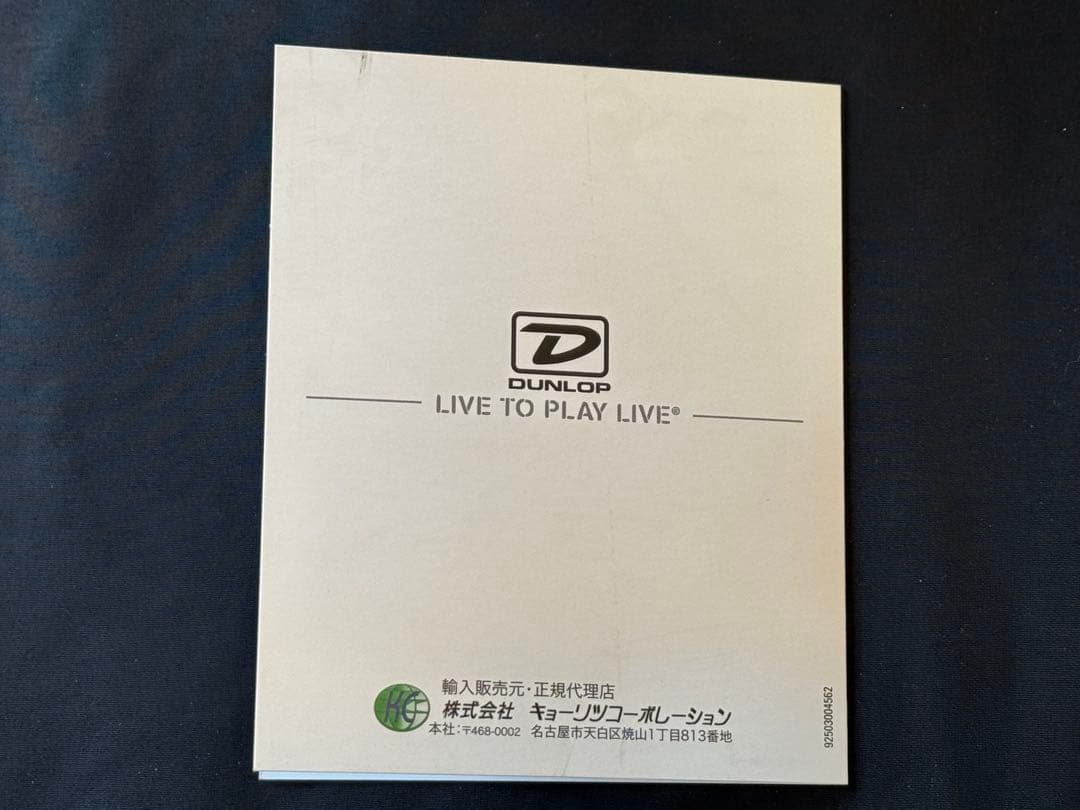 D
DUNLOP
LIVE TO PLAY LIVE®
輸入販売元・正規代理店
KC 株式会社 キョーリツコーポレーション
本社：〒468-0002 名古屋市天白区焼山1丁目813番地
92503004562